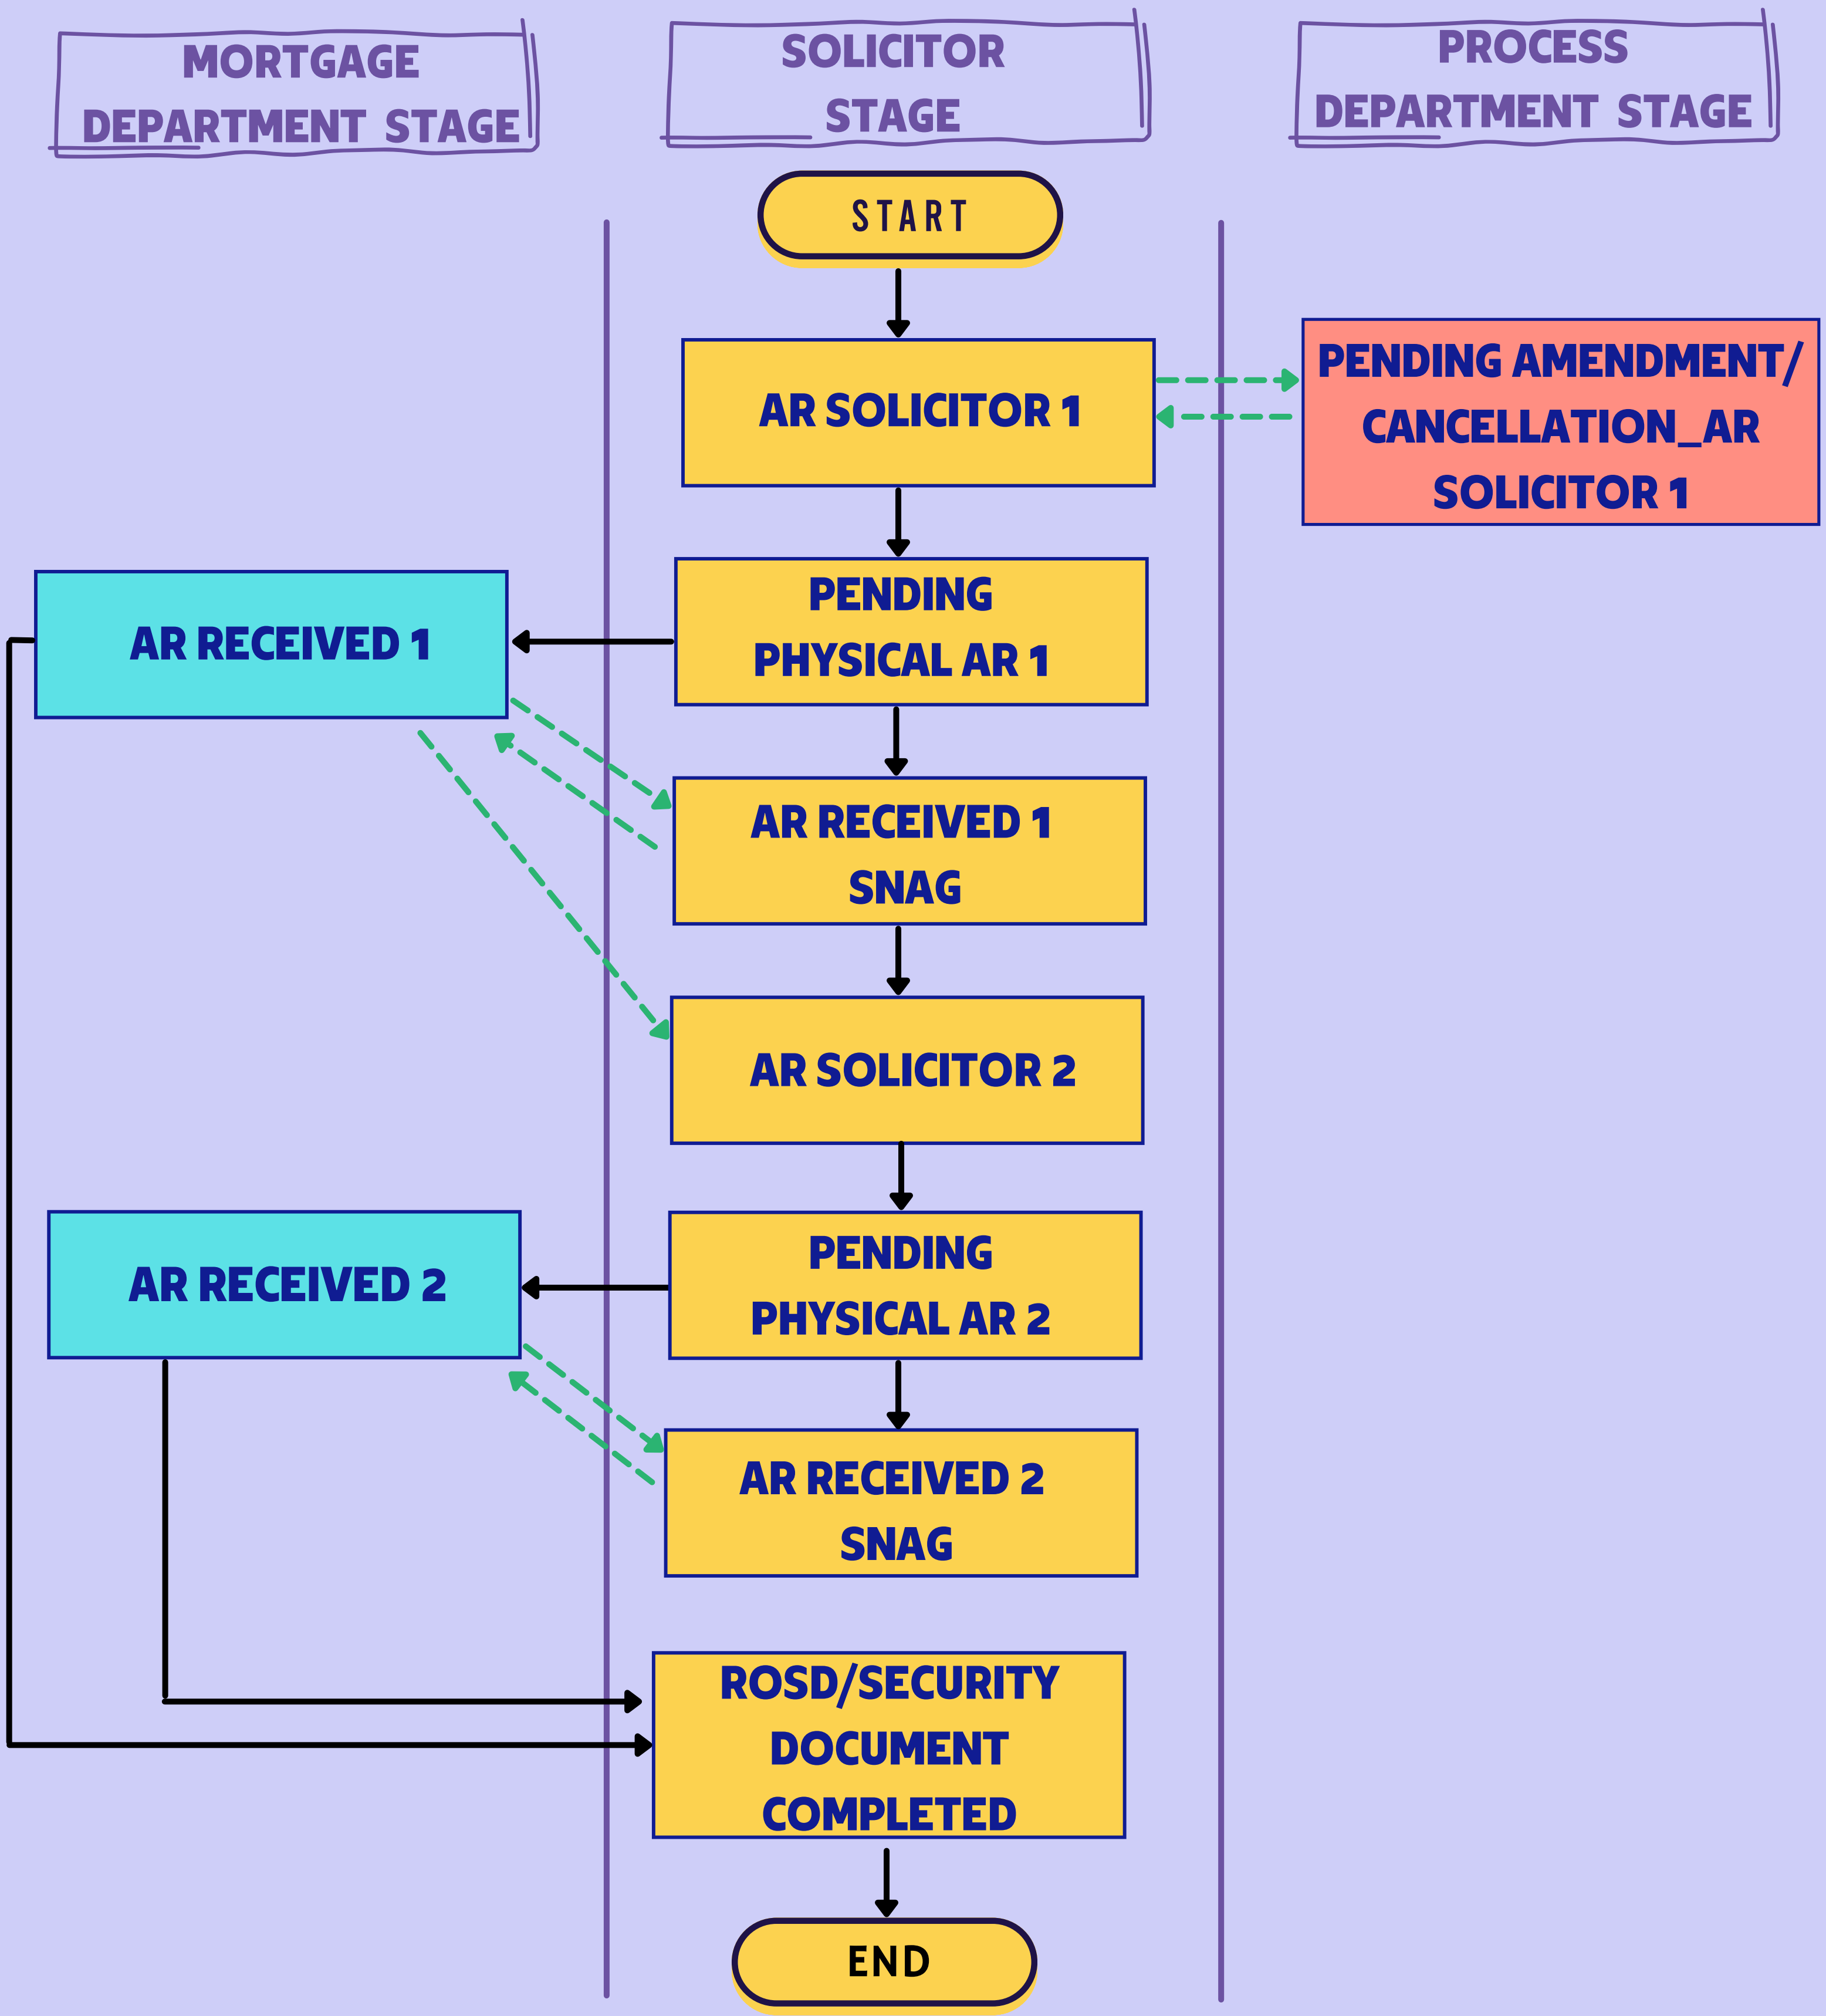 MORTGAGE
DEPARTMENT STAGE
SOLICITOR
STAGE
PROCESS
DEPARTMENT STAGE
START
AR SOLICITOR 1
PENDING AMENDMENT/
CANCELLATION_AR
SOLICITOR 1
PENDING
PHYSICAL AR 1
AR RECEIVED 1
AR RECEIVED 1
SNAG
AR SOLICITOR 2
PENDING
PHYSICAL AR 2
AR RECEIVED 2
AR RECEIVED 2
SNAG
ROSD/SECURITY
DOCUMENT
COMPLETED
END